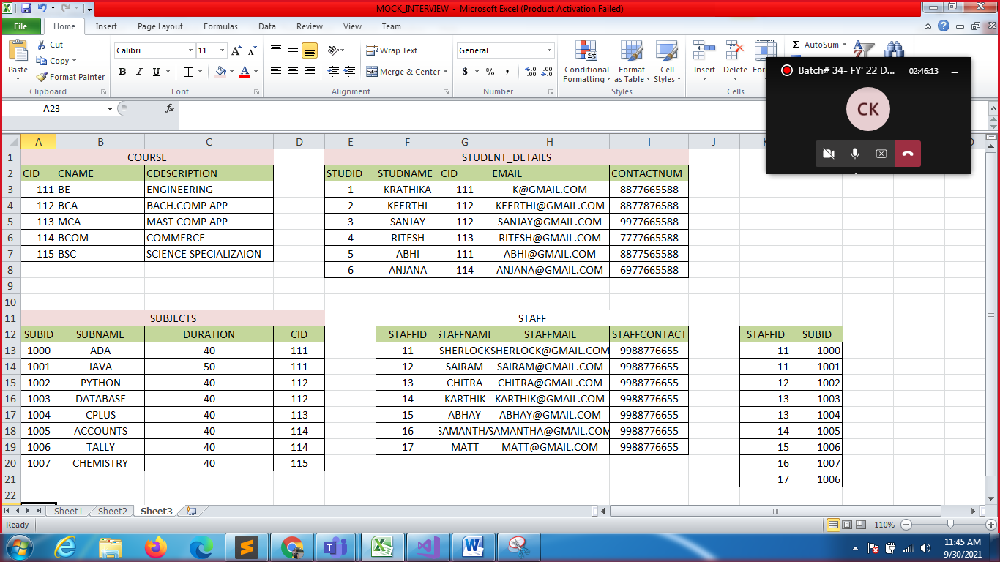 MOCK_INTERVIEW - Microsoft Excel (Product Activation Failed)
File Home Insert Page Layout Formulas Data Review View Team
Paste
Cut
Copy
Format Painter
Clipboard
Calibri 11
B I U
Font
Wrap Text
Merge & Center
Alignment
General
$ % ,
Number
Conditional Formatting
Format as Table
Cell Styles
Styles
Insert Delete
Cells
Σ AutoSum
Batch# 34- FY' 22 D... 02:46:13
CK
A23 fx
A B C D E F G H I J
1 COURSE STUDENT_DETAILS
2 CID CNAME CDESCRIPTION STUDID STUDNAME CID EMAIL CONTACTNUM
3 111 BE ENGINEERING 1 KRATHIKA 111 K@GMAIL.COM 8877665588
4 112 BCA BACH.COMP APP 2 KEERTHI 112 KEERTHI@GMAIL.COM 8877876588
5 113 MCA MAST COMP APP 3 SANJAY 112 SANJAY@GMAIL.COM 9977665588
6 114 BCOM COMMERCE 4 RITESH 113 RITESH@GMAIL.COM 7777665588
7 115 BSC SCIENCE SPECIALIZAION 5 ABHI 111 ABHI@GMAIL.COM 8877565588
8 6 ANJANA 114 ANJANA@GMAIL.COM 6977665588
9
10
11 SUBJECTS STAFF
12 SUBID SUBNAME DURATION CID STAFFID STAFFNAME STAFFMAIL STAFFCONTACT STAFFID SUBID
13 1000 ADA 40 111 11 SHERLOCK SHERLOCK@GMAIL.COM 9988776655 11 1000
14 1001 JAVA 50 111 12 SAIRAM SAIRAM@GMAIL.COM 9988776655 11 1001
15 1002 PYTHON 40 112 13 CHITRA CHITRA@GMAIL.COM 9988776655 12 1002
16 1003 DATABASE 40 112 14 KARTHIK KARTHIK@GMAIL.COM 9988776655 13 1003
17 1004 CPLUS 40 113 15 ABHAY ABHAY@GMAIL.COM 9988776655 13 1004
18 1005 ACCOUNTS 40 114 16 SAMANTHA SAMANTHA@GMAIL.COM 9988776655 14 1005
19 1006 TALLY 40 114 17 MATT MATT@GMAIL.COM 9988776655 15 1006
20 1007 CHEMISTRY 40 115 16 1007
21 17 1006
22
Sheet1 Sheet2 Sheet3
Ready 110%
11:45 AM
9/30/2021